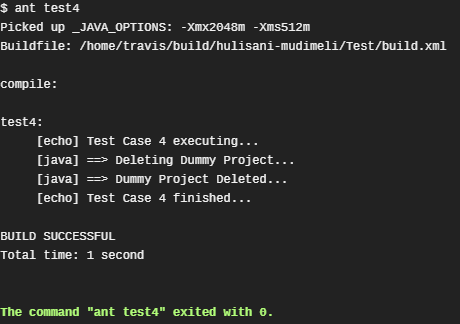 $ ant test4
Picked up _JAVA_OPTIONS: -Xmx2048m -Xms512m
Buildfile: /home/travis/build/hulisani-mudimeli/Test/build.xml
compile:
test4:
[echo] Test Case 4 executing...
[java] ==> Deleting Dummy Project...
[java] ==> Dummy Project Deleted...
[echo] Test Case 4 finished...
BUILD SUCCESSFUL
Total time: 1 second
The command "ant test4" exited with 0.